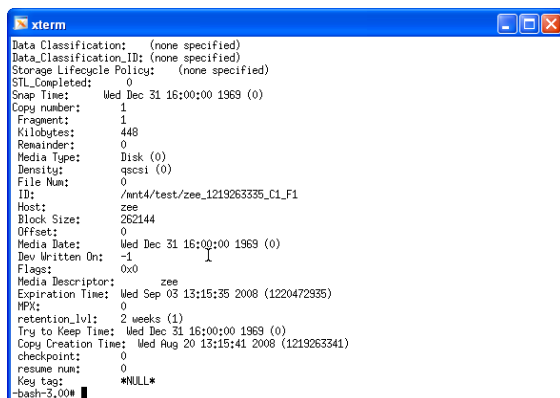 xterm
Data Classification: (none specified)
Data_Classification_ID: (none specified)
Storage Lifecycle Policy: (none specified)
STL_Completed: 0
Snap Time: Wed Dec 31 16:00:00 1969 (0)
Copy number: 1
Fragment: 1
Kilobytes: 448
Remainder: 0
Media Type: Disk (0)
Density: qscsi (0)
File Num: 0
ID: /mnt4/test/zee_1219263335_C1_F1
Host: zee
Block Size: 262144
Offset: 0
Media Date: Wed Dec 31 16:00:00 1969 (0)
Dev Written On: -1
Flags: 0x0
Media Descriptor: zee
Expiration Time: Wed Sep 03 13:15:35 2008 (1220472935)
MPX: 0
retention_lvl: 2 weeks (1)
Try to Keep Time: Wed Dec 31 16:00:00 1969 (0)
Copy Creation Time: Wed Aug 20 13:15:41 2008 (1219263341)
checkpoint: 0
resume num: 0
Key tag: *NULL*
-bash-3.00#